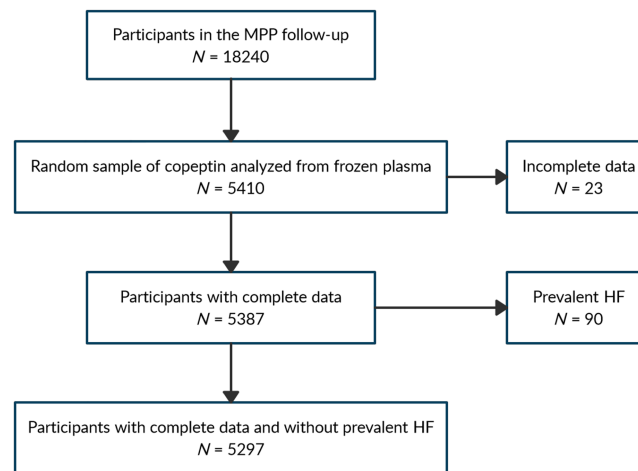 Participants in the MPP follow-up
N = 18240
Random sample of copeptin analyzed from frozen plasma
N = 5410
Incomplete data
N = 23
Participants with complete data
N = 5387
Prevalent HF
N = 90
Participants with complete data and without prevalent HF
N = 5297